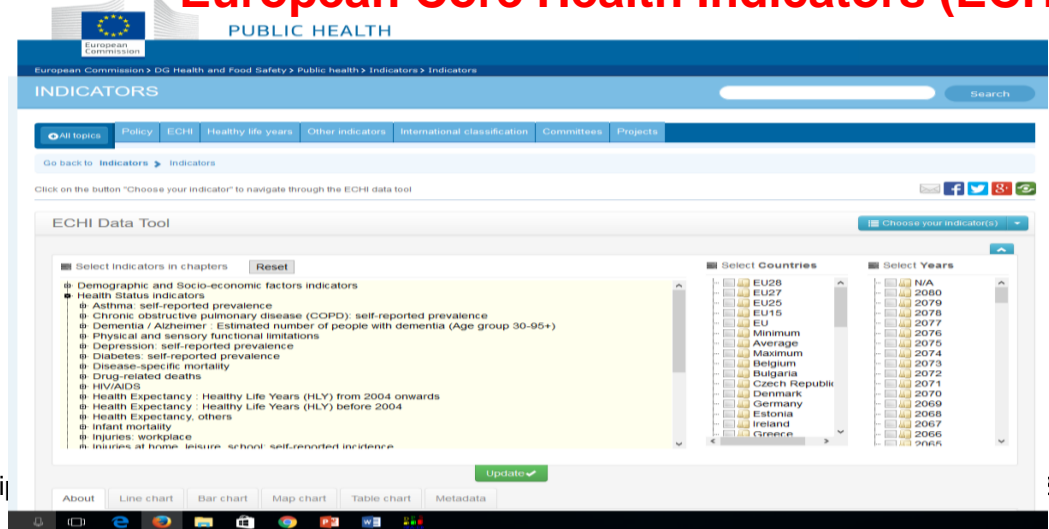 European Core Health Indicators (ECH
PUBLIC HEALTH
European
Commission
European Commission > DG Health and Food Safety > Public health > Indicators > Indicators
INDICATORS
Search
All topics Policy ECHI Healthy life years Other indicators International classification Committees Projects
Go back to Indicators > Indicators
Click on the button "Choose your indicator" to navigate through the ECHI data tool
ECHI Data Tool
Choose your indicator(s)
Select Indicators in chapters Reset
Demographic and Socio-economic factors indicators
Health Status indicators
Asthma: self-reported prevalence
Chronic obstructive pulmonary disease (COPD): self-reported prevalence
Dementia / Alzheimer : Estimated number of people with dementia (Age group 30-95+)
Physical and sensory functional limitations
Depression: self-reported prevalence
Diabetes: self-reported prevalence
Disease-specific mortality
Drug-related deaths
HIV/AIDS
Health Expectancy : Healthy Life Years (HLY) from 2004 onwards
Health Expectancy : Healthy Life Years (HLY) before 2004
Health Expectancy, others
Infant mortality
Injuries: workplace
Injuries at home, leisure, school: self-reported incidence
Select Countries
EU28
EU27
EU25
EU15
EU
Minimum
Average
Maximum
Belgium
Bulgaria
Czech Republic
Denmark
Germany
Estonia
Ireland
Greece
Select Years
N/A
2080
2079
2078
2077
2076
2075
2074
2073
2072
2071
2070
2069
2068
2067
2066
2065
Update
About Line chart Bar chart Map chart Table chart Metadata